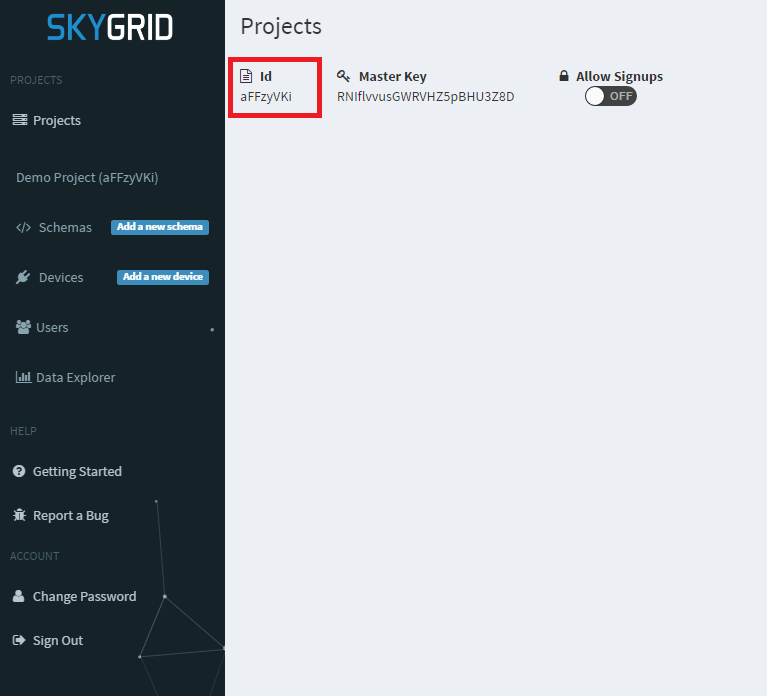 SKYGRID
PROJECTS
Projects
Demo Project (aFFzyVKi)
Schemas Add a new schema
Devices Add a new device
Users
Data Explorer
HELP
Getting Started
Report a Bug
ACCOUNT
Change Password
Sign Out
Projects
Id Master Key Allow Signups
aFFzyVKi RNIflvvusGWRVHZ5pBHU3Z8D OFF